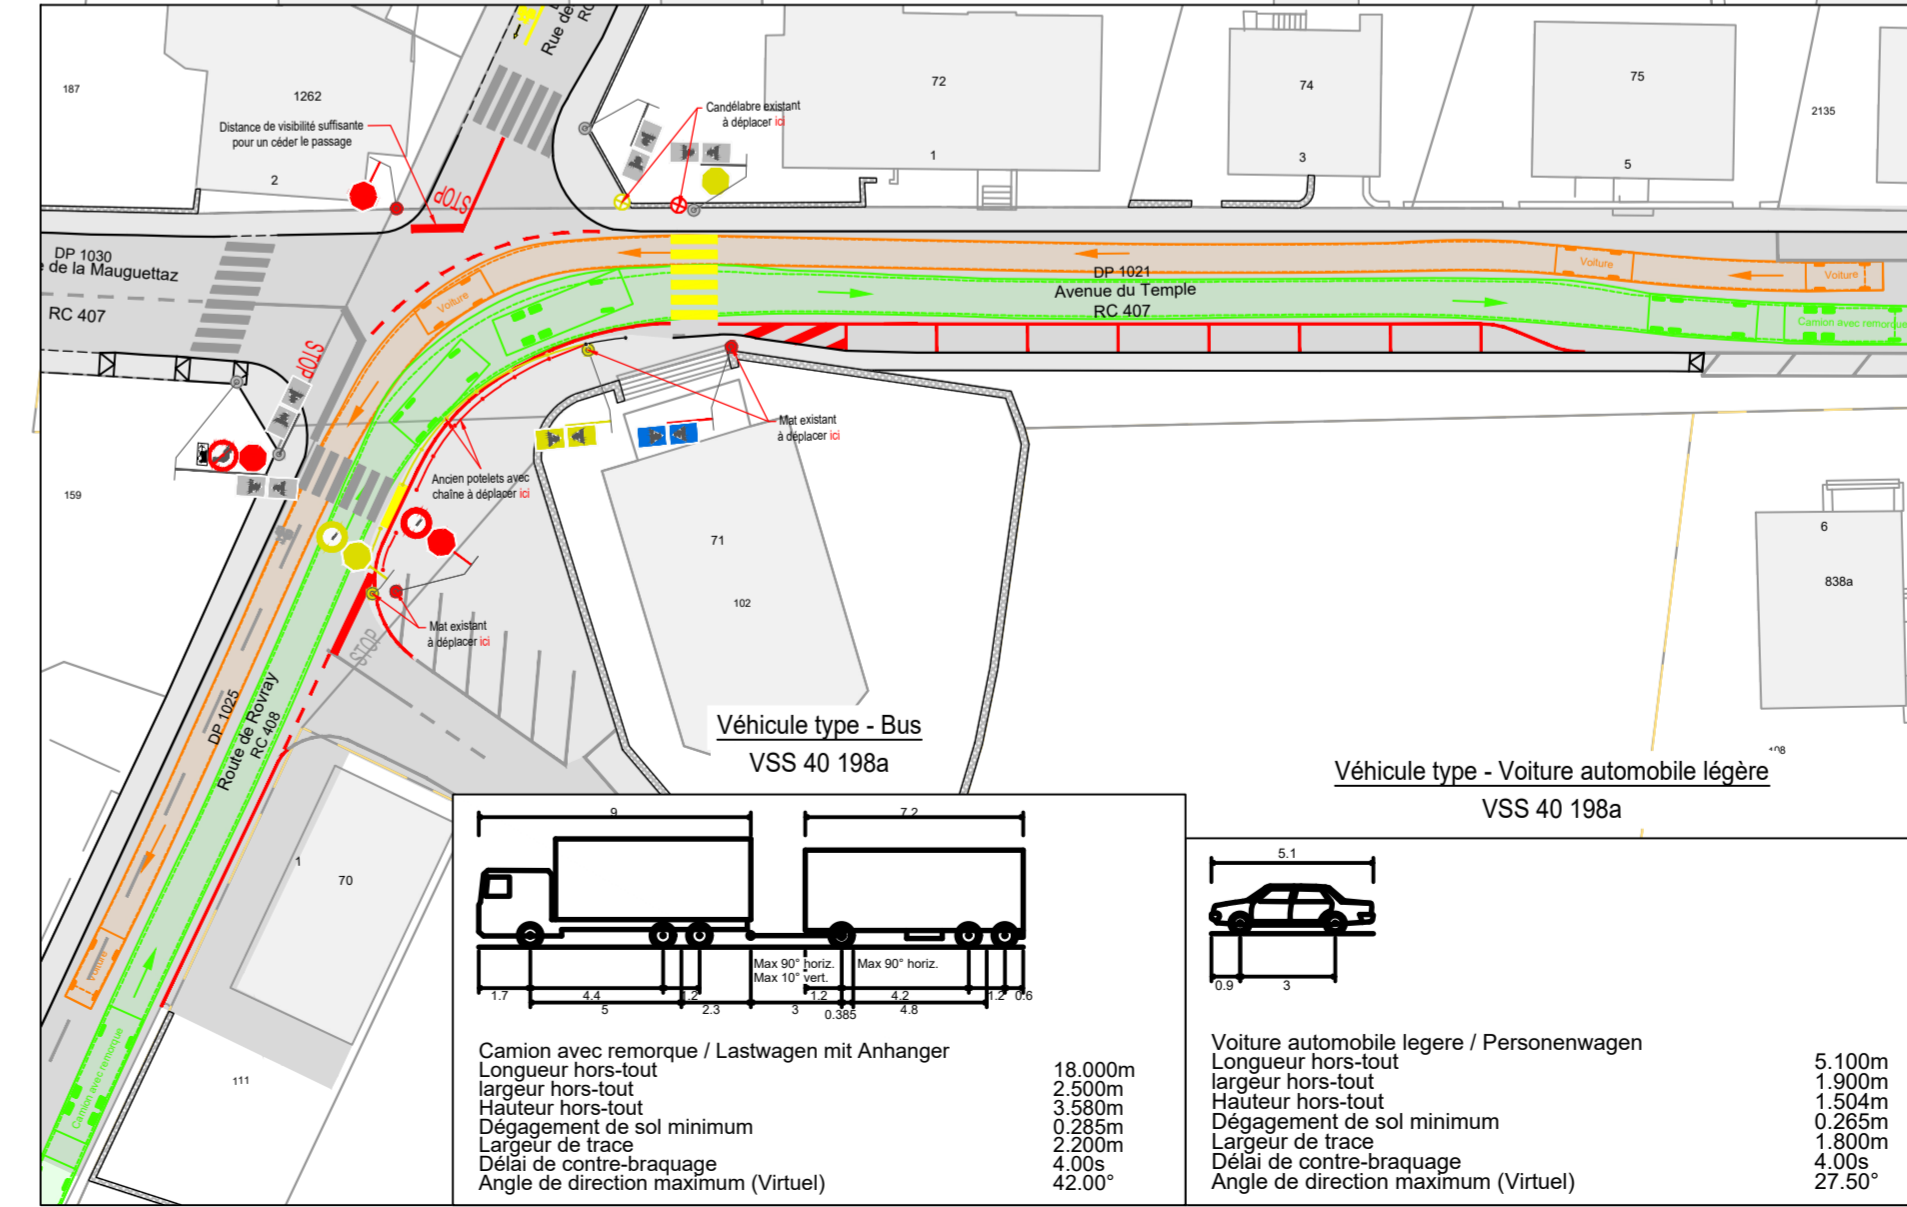 Rue de
RC
187
1262
72
74
75
2135
Candélabre existant
à déplacer ici
Distance de visibilité suffisante
pour un céder le passage
2
1
3
5
STOP
DP 1030
de la Mauguettaz
RC 407
Voiture
Voiture
Voiture
DP 1021
Avenue du Temple
RC 407
Camion avec remorque
STOP
Mat existant
à déplacer ici
Ancien potelets avec
chaîne à déplacer ici
159
71
102
6
838a
Mat existant
à déplacer ici
STOP
DP 1025
Route de Rovray
RC 408
1
70
111
Voiture
Camion avec remorque
108
Véhicule type - Bus
VSS 40 198a
Véhicule type - Voiture automobile légère
VSS 40 198a
9
7.2
Max 90° horiz.
Max 10° vert.
Max 90° horiz.
1.7
4.4
1.2
1.2
4.2
1.2
0.6
5
2.3
3
0.385
4.8
Camion avec remorque / Lastwagen mit Anhanger
Longueur hors-tout 18.000m
largeur hors-tout 2.500m
Hauteur hors-tout 3.580m
Dégagement de sol minimum 0.285m
Largeur de trace 2.200m
Délai de contre-braquage 4.00s
Angle de direction maximum (Virtuel) 42.00°
5.1
0.9
3
Voiture automobile legere / Personenwagen
Longueur hors-tout 5.100m
largeur hors-tout 1.900m
Hauteur hors-tout 1.504m
Dégagement de sol minimum 0.265m
Largeur de trace 1.800m
Délai de contre-braquage 4.00s
Angle de direction maximum (Virtuel) 27.50°